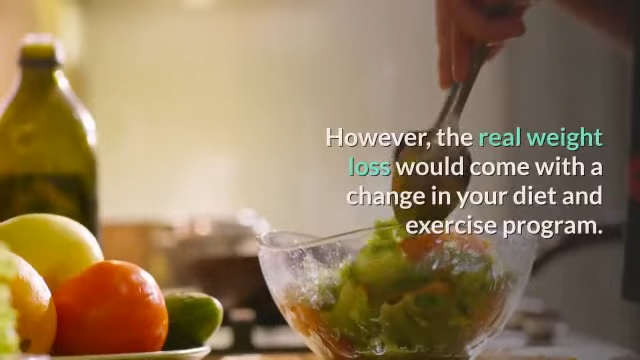 However, the real weight
loss would come with a
change in your diet and
exercise program.